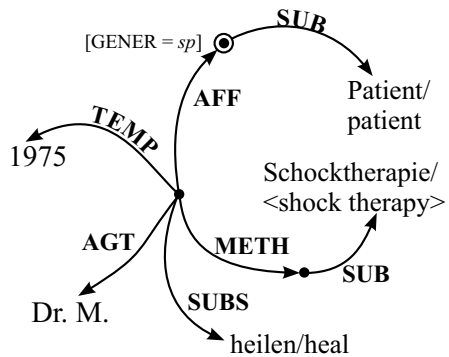 SUB
[GENER = sp]
AFF
Patient/
patient
TEMP
1975
Schocktherapie/
<shock therapy>
AGT
METH
SUB
SUBS
Dr. M.
heilen/heal